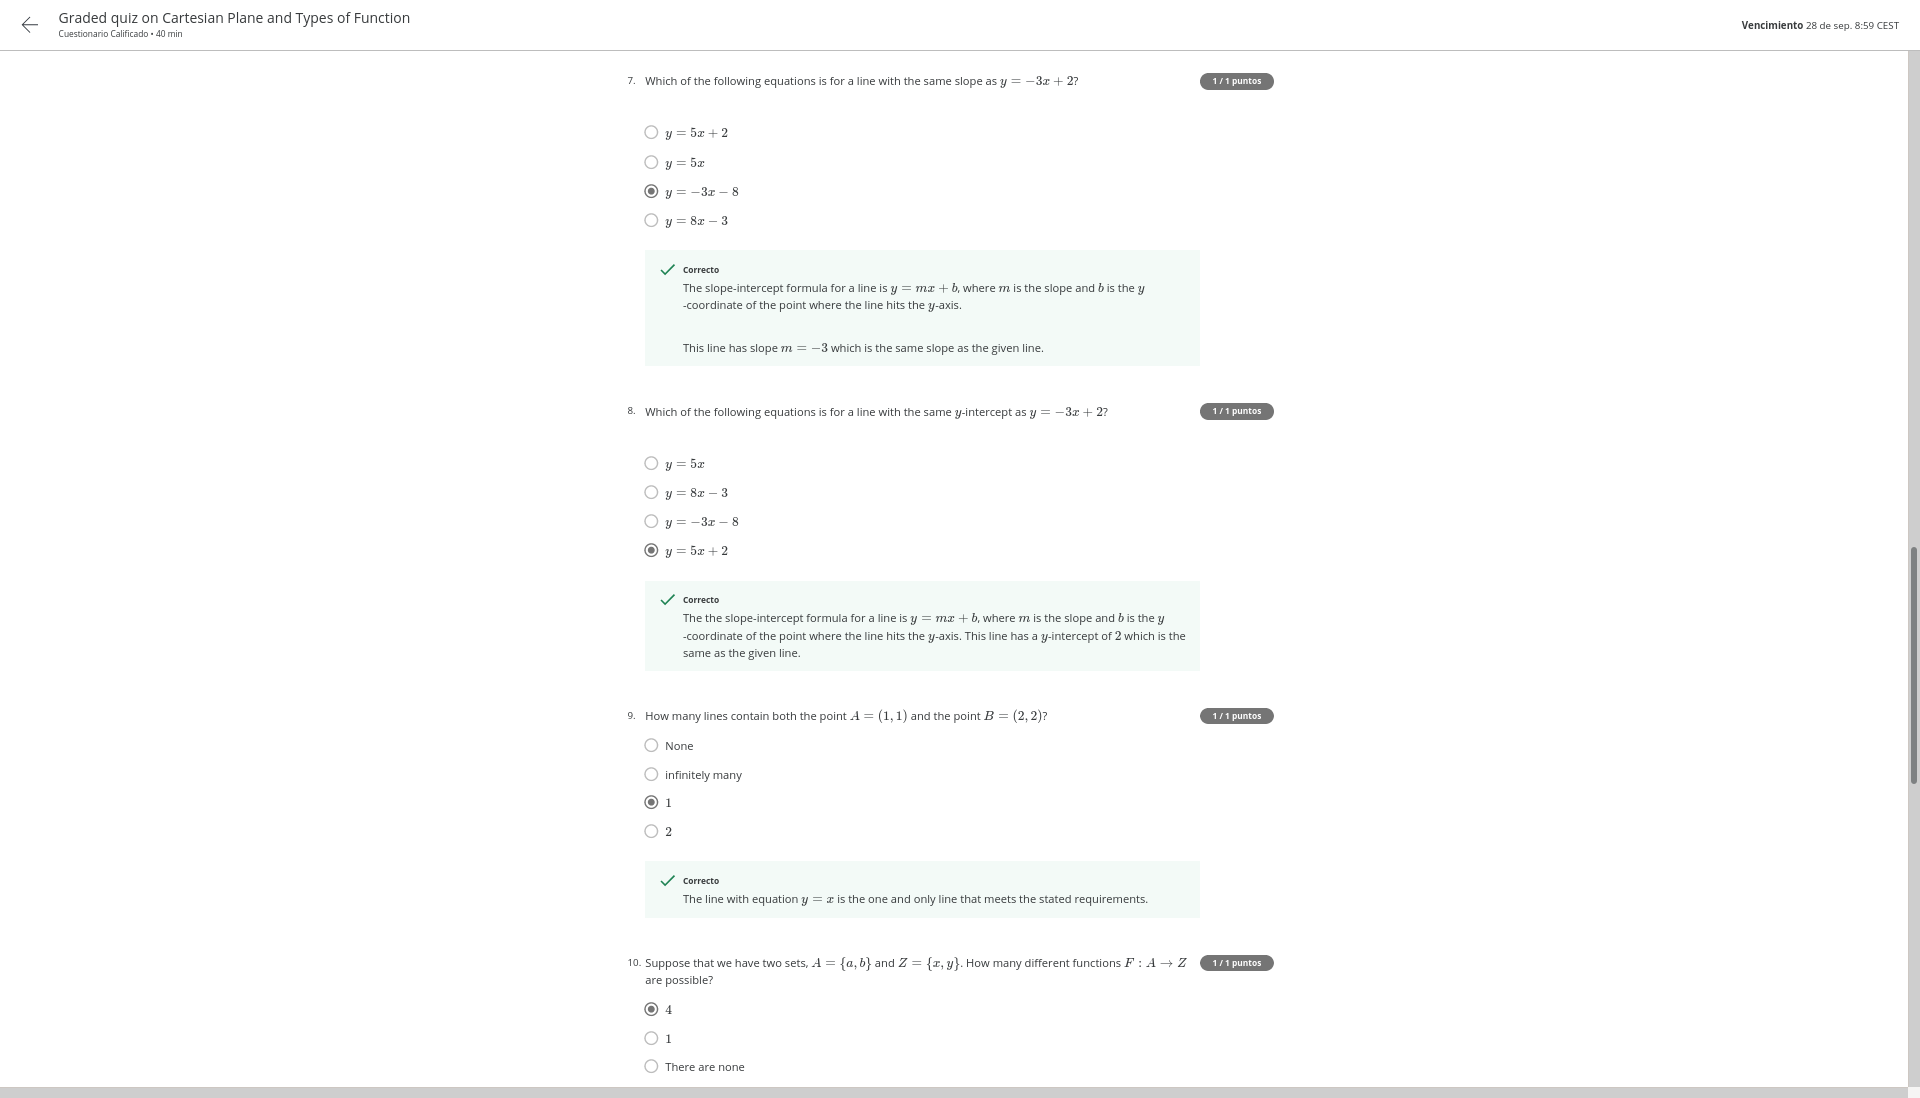 Graded quiz on Cartesian Plane and Types of Function
Cuestionario Calificado • 40 min
Vencimiento 28 de sep. 8:59 CEST
7. Which of the following equations is for a line with the same slope as y = −3x + 2?
1 / 1 puntos
y = 5x + 2
y = 5x
y = −3x − 8
y = 8x − 3
Correcto
The slope-intercept formula for a line is y = mx + b, where m is the slope and b is the y
-coordinate of the point where the line hits the y-axis.
This line has slope m = −3 which is the same slope as the given line.
8. Which of the following equations is for a line with the same y-intercept as y = −3x + 2?
1 / 1 puntos
y = 5x
y = 8x − 3
y = −3x − 8
y = 5x + 2
Correcto
The the slope-intercept formula for a line is y = mx + b, where m is the slope and b is the y
-coordinate of the point where the line hits the y-axis. This line has a y-intercept of 2 which is the
same as the given line.
9. How many lines contain both the point A = (1, 1) and the point B = (2, 2)?
1 / 1 puntos
None
infinitely many
1
2
Correcto
The line with equation y = x is the one and only line that meets the stated requirements.
10. Suppose that we have two sets, A = {a, b} and Z = {x, y}. How many different functions F : A → Z
1 / 1 puntos
are possible?
4
1
There are none